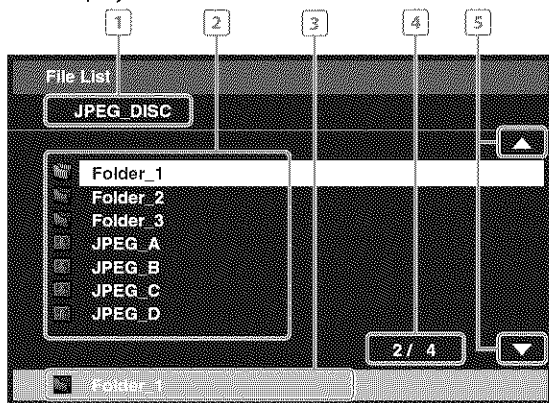 1 2 3 4 5
File List
JPEG_DISC
Folder_1
Folder_2
Folder_3
JPEG_A
JPEG_B
JPEG_C
JPEG_D
2/ 4
Folder_1